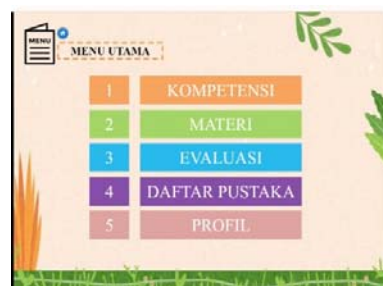 MENU
MENU UTAMA
1 KOMPETENSI
2 MATERI
3 EVALUASI
4 DAFTAR PUSTAKA
5 PROFIL